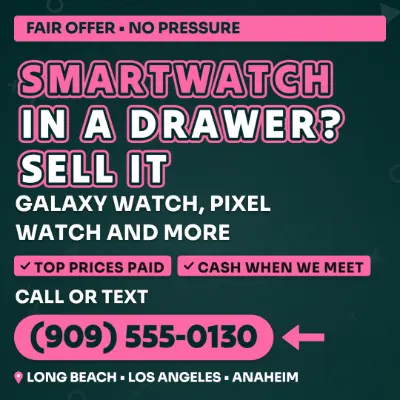 FAIR OFFER • NO PRESSURE
SMARTWATCH
IN A DRAWER?
SELL IT
GALAXY WATCH, PIXEL
WATCH AND MORE
✓ TOP PRICES PAID ✓ CASH WHEN WE MEET
CALL OR TEXT
(909) 555-0130
LONG BEACH • LOS ANGELES • ANAHEIM